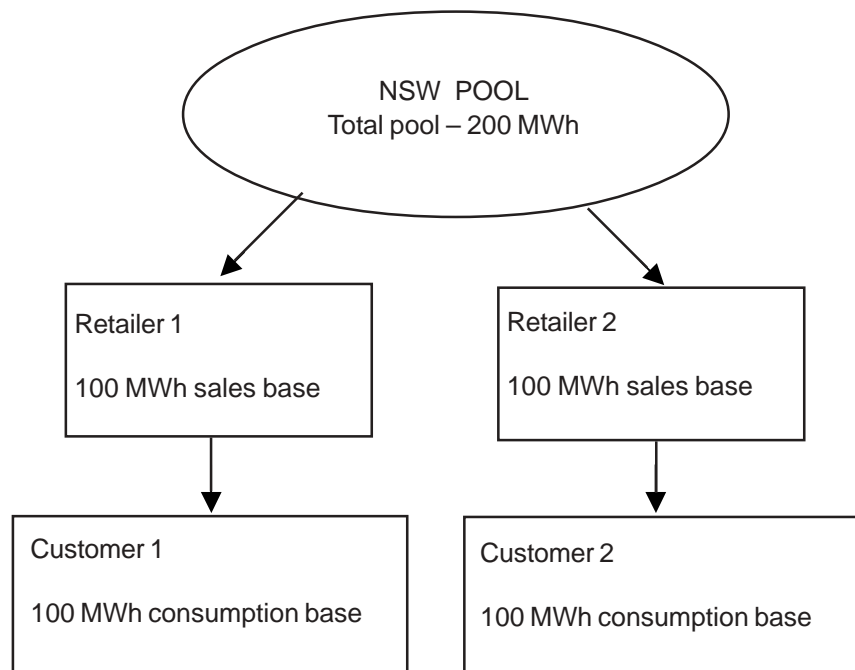 NSW POOL
Total pool – 200 MWh
Retailer 1
100 MWh sales base
Retailer 2
100 MWh sales base
Customer 1
100 MWh consumption base
Customer 2
100 MWh consumption base